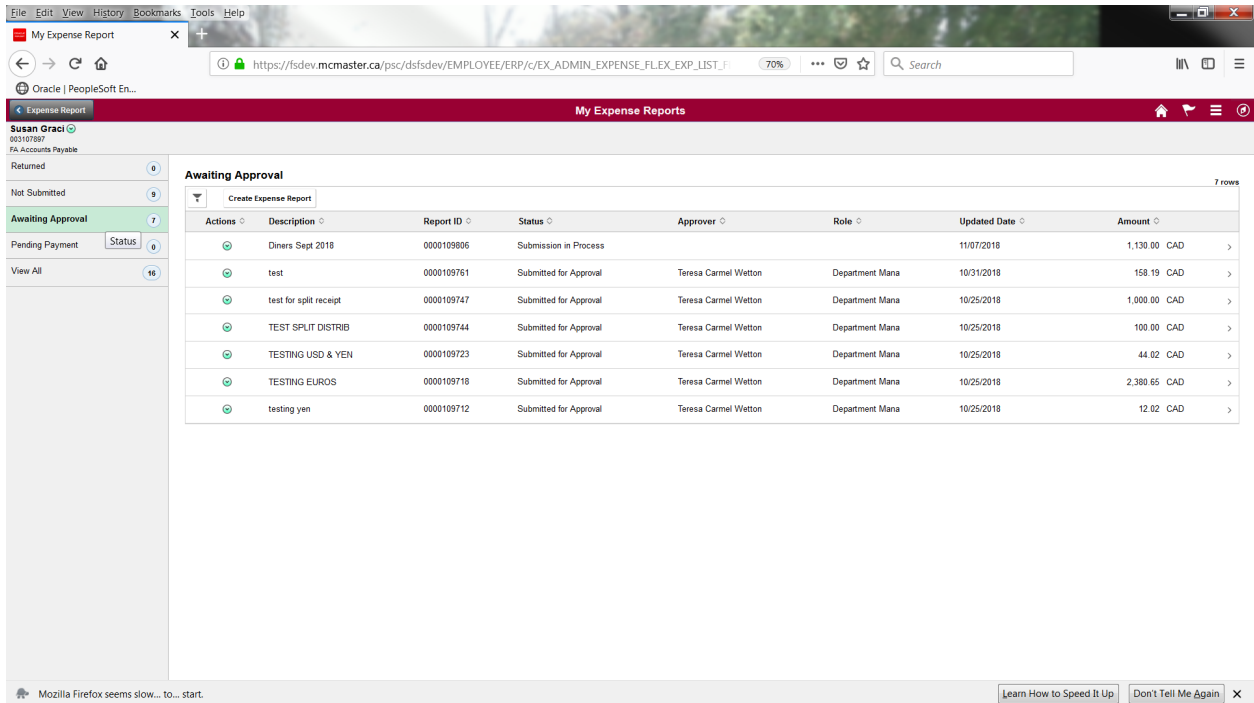 File Edit View History Bookmarks Tools Help
My Expense Report
https://fsdev.mcmaster.ca/psc/dsfsdev/EMPLOYEE/ERP/c/EX_ADMIN_EXPENSE_FL.EX_EXP_LIST_F 70% Search
Oracle | PeopleSoft En...
Expense Report My Expense Reports
Susan Graci
003107897
FA Accounts Payable
Returned 0
Not Submitted 9
Awaiting Approval 7
Pending Payment 0
Status
View All 16
Awaiting Approval
7 rows
Create Expense Report
Actions Description Report ID Status Approver Role Updated Date Amount
Diners Sept 2018 0000109806 Submission in Process 11/07/2018 1,130.00 CAD
test 0000109761 Submitted for Approval Teresa Carmel Wetton Department Mana 10/31/2018 158.19 CAD
test for split receipt 0000109747 Submitted for Approval Teresa Carmel Wetton Department Mana 10/25/2018 1,000.00 CAD
TEST SPLIT DISTRIB 0000109744 Submitted for Approval Teresa Carmel Wetton Department Mana 10/25/2018 100.00 CAD
TESTING USD & YEN 0000109723 Submitted for Approval Teresa Carmel Wetton Department Mana 10/25/2018 44.02 CAD
TESTING EUROS 0000109718 Submitted for Approval Teresa Carmel Wetton Department Mana 10/25/2018 2,380.65 CAD
testing yen 0000109712 Submitted for Approval Teresa Carmel Wetton Department Mana 10/25/2018 12.02 CAD
Mozilla Firefox seems slow... to... start. Learn How to Speed It Up Don't Tell Me Again